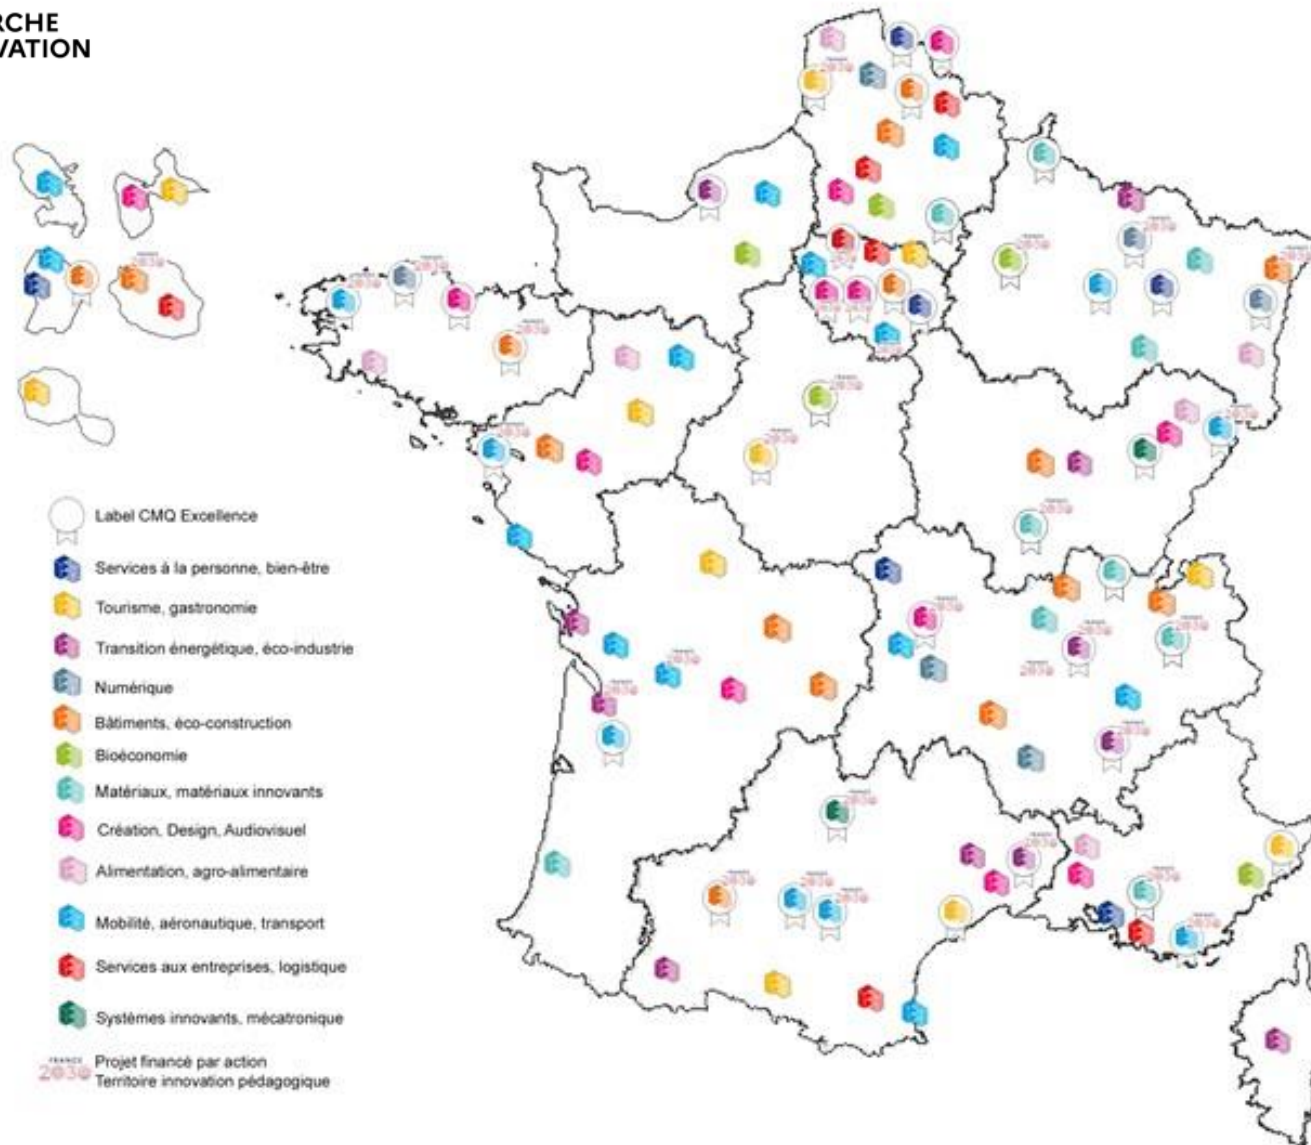 RCHE
VATION
Label CMQ Excellence
Services à la personne, bien-être
Tourisme, gastronomie
Transition énergétique, éco-industrie
Numérique
Bâtiments, éco-construction
Bioéconomie
Matériaux, matériaux innovants
Création, Design, Audiovisuel
Alimentation, agro-alimentaire
Mobilité, aéronautique, transport
Services aux entreprises, logistique
Systèmes innovants, mécatronique
FRANCE
2030
Projet financé par action
Territoire innovation pédagogique